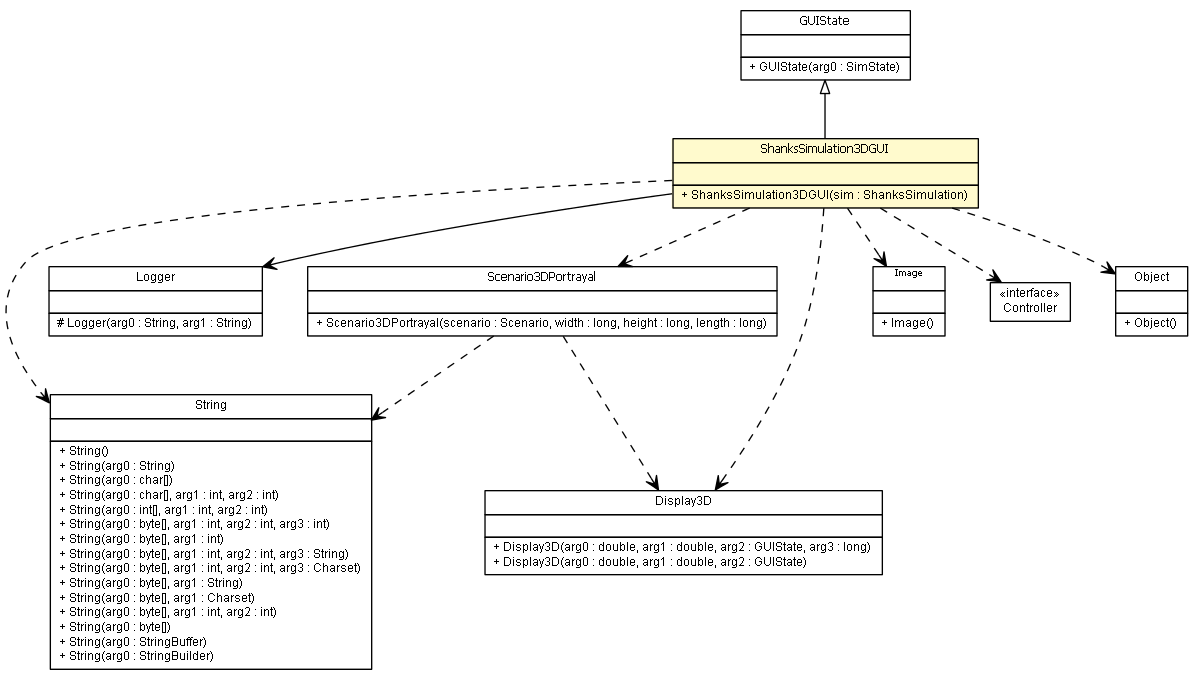 GUIState
+ GUIState(arg0 : SimState)
ShanksSimulation3DGUI
+ ShanksSimulation3DGUI(sim : ShanksSimulation)
Logger
# Logger(arg0 : String, arg1 : String)
Scenario3DPortrayal
+ Scenario3DPortrayal(scenario : Scenario, width : long, height : long, length : long)
Image
+ Image()
«interface»
Controller
Object
+ Object()
String
+ String()
+ String(arg0 : String)
+ String(arg0 : char[])
+ String(arg0 : char[], arg1 : int, arg2 : int)
+ String(arg0 : int[], arg1 : int, arg2 : int)
+ String(arg0 : byte[], arg1 : int, arg2 : int, arg3 : int)
+ String(arg0 : byte[], arg1 : int)
+ String(arg0 : byte[], arg1 : int, arg2 : int, arg3 : String)
+ String(arg0 : byte[], arg1 : int, arg2 : int, arg3 : Charset)
+ String(arg0 : byte[], arg1 : String)
+ String(arg0 : byte[], arg1 : Charset)
+ String(arg0 : byte[], arg1 : int, arg2 : int)
+ String(arg0 : byte[])
+ String(arg0 : StringBuffer)
+ String(arg0 : StringBuilder)
Display3D
+ Display3D(arg0 : double, arg1 : double, arg2 : GUIState, arg3 : long)
+ Display3D(arg0 : double, arg1 : double, arg2 : GUIState)